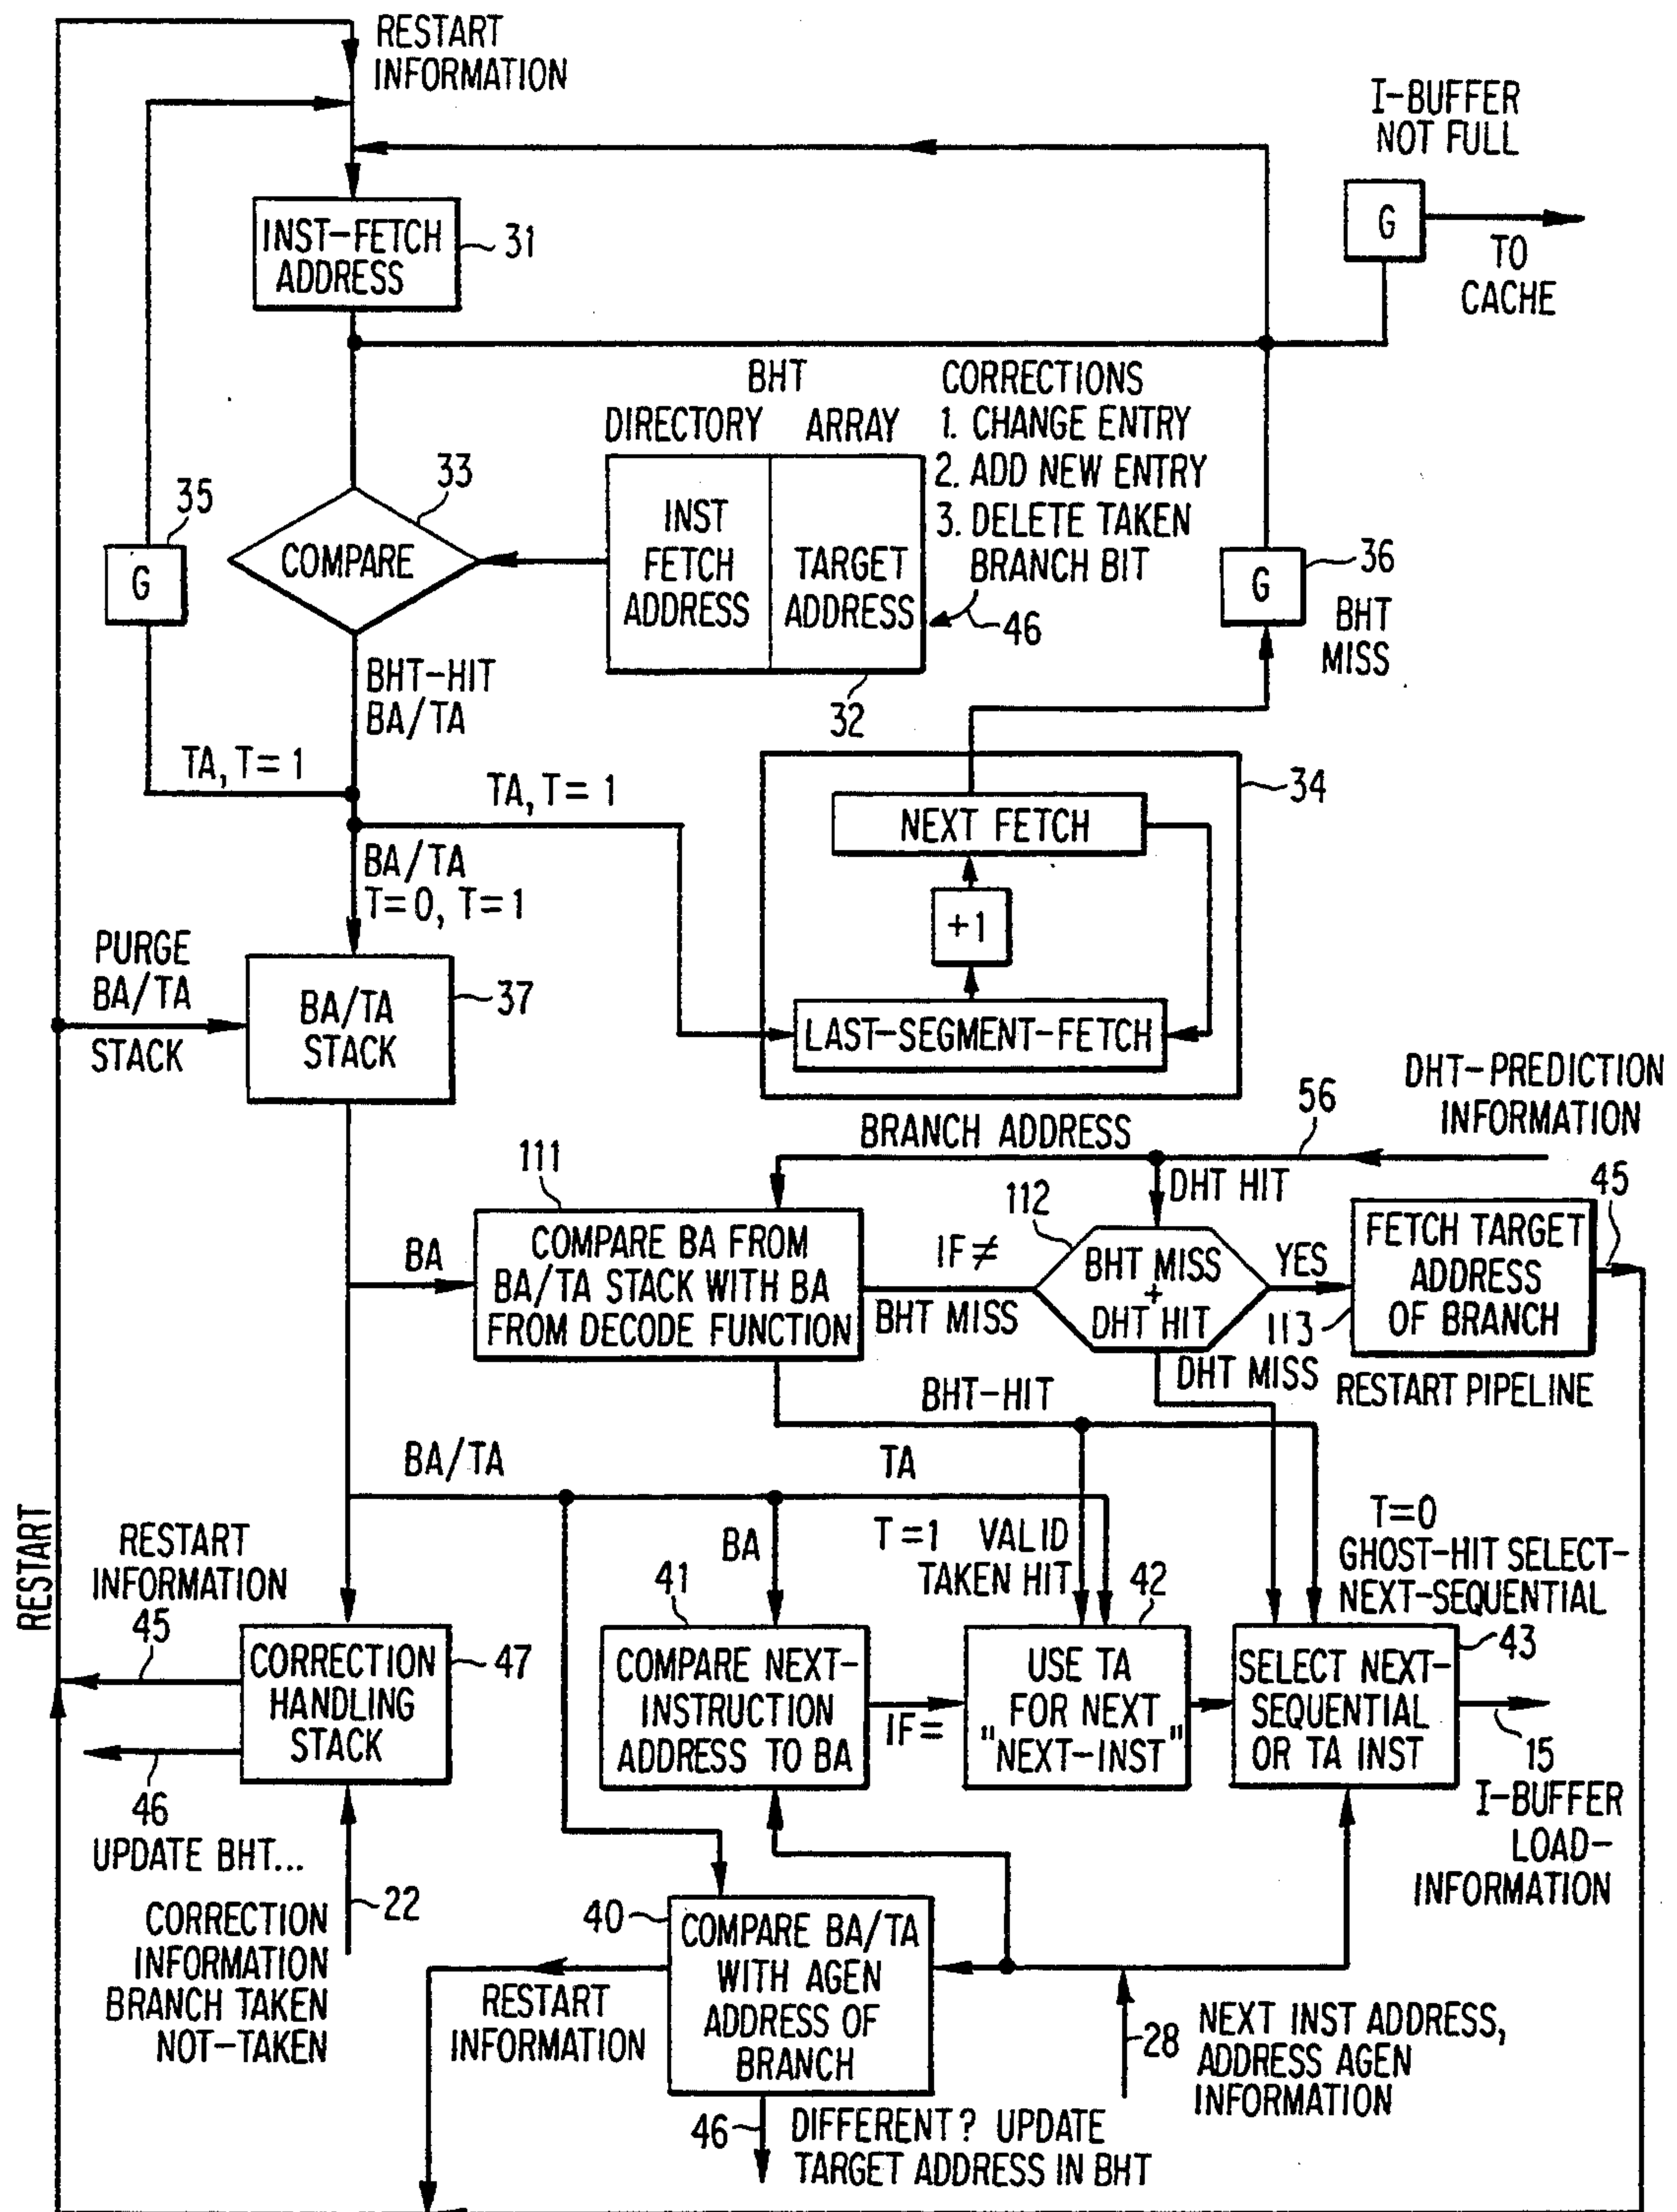 RESTART
INFORMATION
I-BUFFER
NOT FULL
G
TO
CACHE
INST-FETCH
ADDRESS
31
BHT
DIRECTORY
ARRAY
CORRECTIONS
1. CHANGE ENTRY
2. ADD NEW ENTRY
3. DELETE TAKEN
BRANCH BIT
46
33
COMPARE
35
G
INST
FETCH
ADDRESS
TARGET
ADDRESS
32
36
G
BHT
MISS
BHT-HIT
BA/TA
TA, T= 1
TA, T= 1
34
NEXT FETCH
+1
LAST-SEGMENT-FETCH
BA/TA
T=0, T=1
PURGE
BA/TA
STACK
BA/TA
STACK
37
DHT-PREDICTION
INFORMATION
56
BRANCH ADDRESS
DHT HIT
111
COMPARE BA FROM
BA/TA STACK WITH BA
FROM DECODE FUNCTION
BA
IF ≠
BHT MISS
112
BHT MISS
+
DHT HIT
YES
113
DHT MISS
45
FETCH TARGET
ADDRESS
OF BRANCH
RESTART PIPELINE
BHT-HIT
BA/TA
TA
BA
T=1 VALID
TAKEN HIT
T=0
GHOST-HIT SELECT-
NEXT-SEQUENTIAL
RESTART
RESTART
INFORMATION
45
CORRECTION
HANDLING
STACK
47
46
UPDATE BHT...
41
COMPARE NEXT-
INSTRUCTION
ADDRESS TO BA
IF=
42
USE TA
FOR NEXT
"NEXT-INST"
43
SELECT NEXT-
SEQUENTIAL
OR TA INST
15
I-BUFFER
LOAD-
INFORMATION
22
CORRECTION
INFORMATION
BRANCH TAKEN
NOT-TAKEN
40
COMPARE BA/TA
WITH AGEN
ADDRESS OF
BRANCH
RESTART
INFORMATION
28
NEXT INST ADDRESS,
ADDRESS AGEN
INFORMATION
46
DIFFERENT? UPDATE
TARGET ADDRESS IN BHT